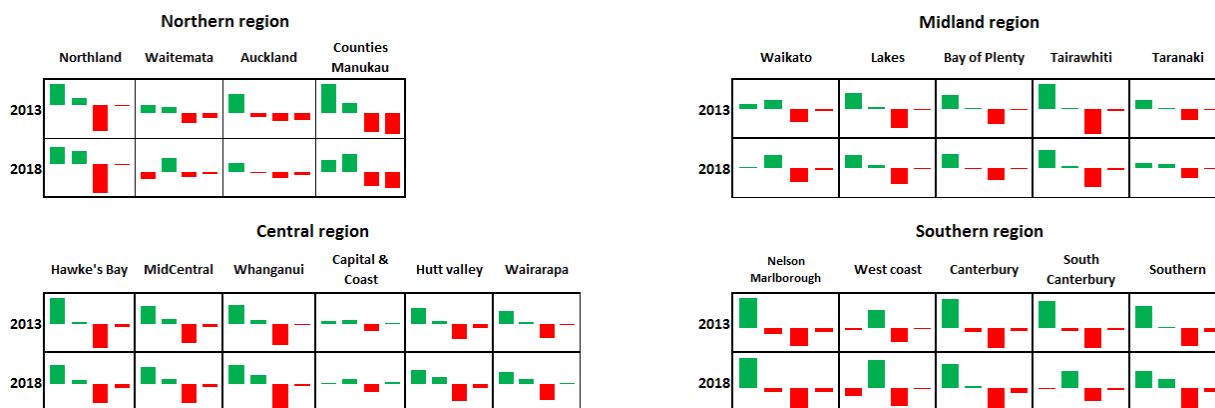 Northern region
Northland Waitemata Auckland Counties
Manukau
2013
2018
Midland region
Waikato Lakes Bay of Plenty Tairawhiti Taranaki
2013
2018
Central region
Hawke's Bay MidCentral Whanganui Capital &
Coast Hutt valley Wairarapa
2013
2018
Southern region
Nelson
Marlborough West coast Canterbury South
Canterbury Southern
2013
2018